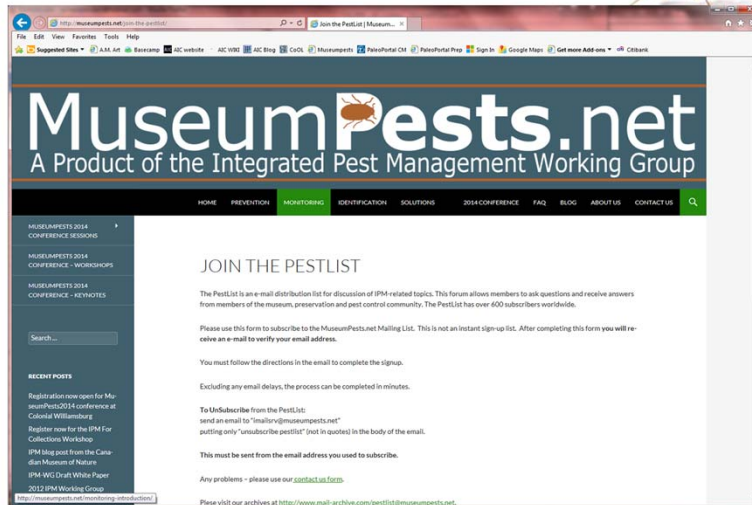 http://museumpests.net/join-the-pestlist/
Join the PestList | Museum...
File Edit View Favorites Tools Help
Suggested Sites A.M. Art Basecamp AIC website AIC WIKI AIC Blog CoOL Museumpests PaleoPortal CM PaleoPortal Prep Sign In Google Maps Get more Add-ons Citibank
MuseumPests.net
A Product of the Integrated Pest Management Working Group
HOME PREVENTION MONITORING IDENTIFICATION SOLUTIONS 2014 CONFERENCE FAQ BLOG ABOUT US CONTACT US
MUSEUMPESTS 2014
CONFERENCE SESSIONS
MUSEUMPESTS 2014
CONFERENCE – WORKSHOPS
MUSEUMPESTS 2014
CONFERENCE – KEYNOTES
Search ...
RECENT POSTS
Registration now open for Mu-
seumPests2014 conference at
Colonial Williamsburg
Register now for the IPM For
Collections Workshop
IPM blog post from the Cana-
dian Museum of Nature
IPM-WG Draft White Paper
2012 IPM Working Group
http://museumpests.net/monitoring-introduction/
JOIN THE PESTLIST
The PestList is an e-mail distribution list for discussion of IPM-related topics. This forum allows members to ask questions and receive answers
from members of the museum, preservation and pest control community. The PestList has over 600 subscribers worldwide.
Please use this form to subscribe to the MuseumPests.net Mailing List. This is not an instant sign-up list. After completing this form you will re-
ceive an e-mail to verify your email address.
You must follow the directions in the email to complete the signup.
Excluding any email delays, the process can be completed in minutes.
To UnSubscribe from the PestList:
send an email to "imailsrv@museumpests.net"
putting only "unsubscribe pestlist" (not in quotes) in the body of the email.
This must be sent from the email address you used to subscribe.
Any problems – please use our contact us form.
Plese visit our archives at http://www.mail-archive.com/pestlist@museumpests.net.